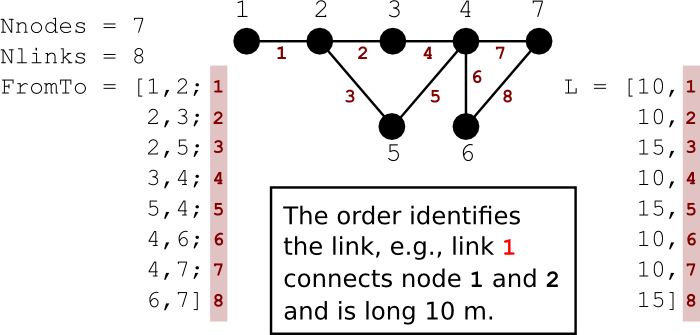 1 2 3 4 7
Nnodes = 7
Nlinks = 8
1 2 4 7
FromTo = [1,2; 1
6
L = [10, 1
3 5 8
2,3; 2
10, 2
2,5; 3
15, 3
5 6
3,4; 4
10, 4
5,4; 5
15, 5
4,6; 6
10, 6
4,7; 7
10, 7
6,7] 8
15] 8
The order identifies
the link, e.g., link 1
connects node 1 and 2
and is long 10 m.